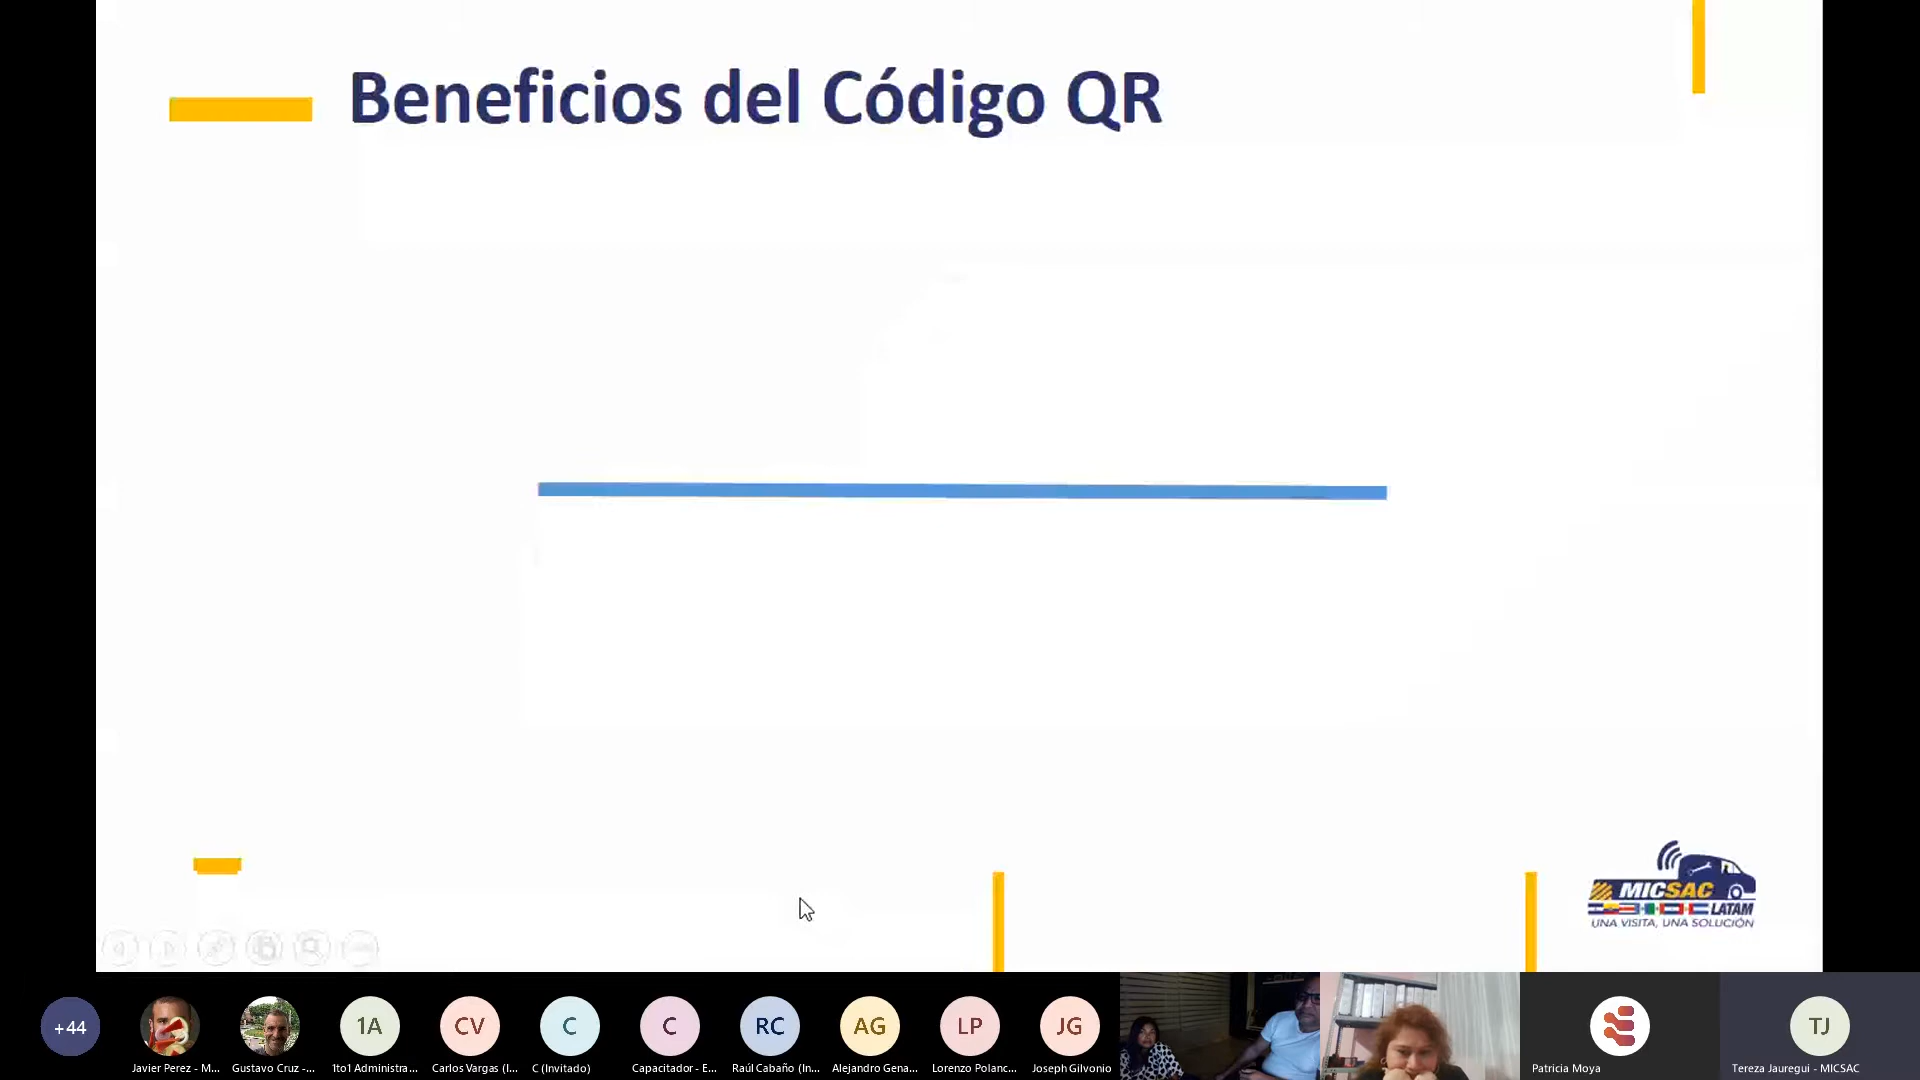 Beneficios del Código QR
MICSAC
LATAM
UNA VISITA, UNA SOLUCIÓN
+44
1A
CV
C
C
RC
AG
LP
JG
TJ
Javier Perez - M...
Gustavo Cruz -...
1to1 Administra...
Carlos Vargas (I...
C (Invitado)
Capacitador - E...
Raúl Cabaño (In...
Alejandro Gena...
Lorenzo Polanc...
Joseph Gilvonio
Patricia Moya
Tereza Jauregui - MICSAC